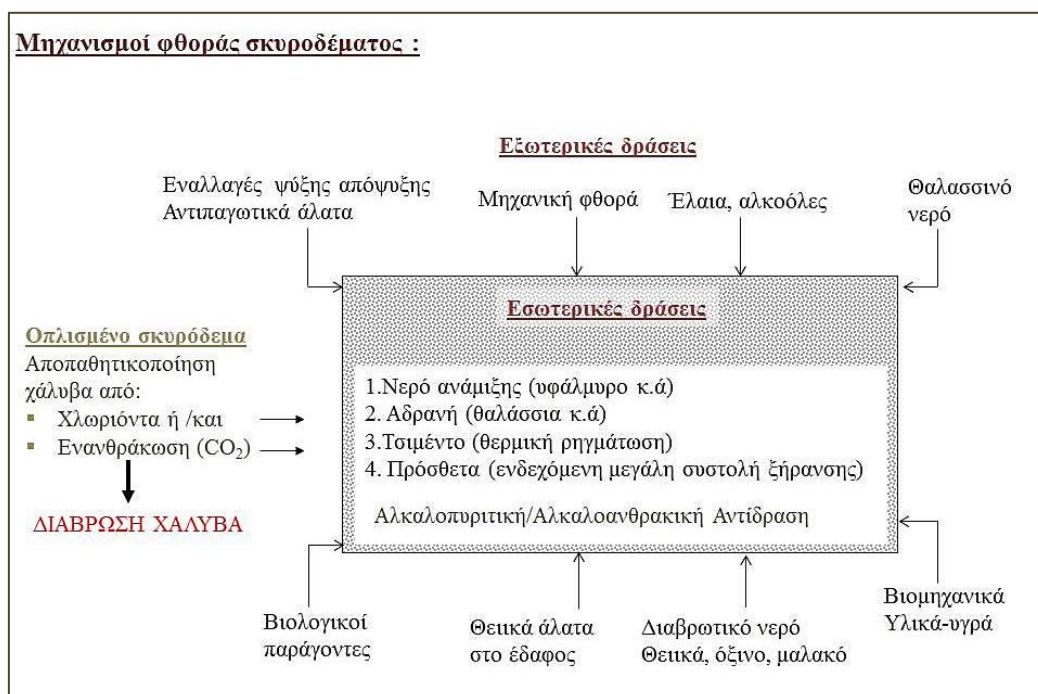 Μηχανισμοί φθοράς σκυροδέματος :
Εξωτερικές δράσεις
Εναλλαγές ψύξης απόψυξης
Αντιπαγωτικά άλατα
Μηχανική φθορά
Έλαια, αλκοόλες
Θαλασσινό
νερό
Εσωτερικές δράσεις
Οπλισμένο σκυρόδεμα
Αποπαθητικοποίηση
χάλυβα από:
▪ Χλωριόντα ή /και
▪ Ενανθράκωση (CO₂)
ΔΙΑΒΡΩΣΗ ΧΑΛΥΒΑ
1.Νερό ανάμιξης (υφάλμυρο κ.ά)
2. Αδρανή (θαλάσσια κ.ά)
3.Τσιμέντο (θερμική ρηγμάτωση)
4. Πρόσθετα (ενδεχόμενη μεγάλη συστολή ξήρανσης)
Αλκαλοπυριτική/Αλκαλοανθρακική Αντίδραση
Βιολογικοί
παράγοντες
Θειικά άλατα
στο έδαφος
Διαβρωτικό νερό
Θειικά, όξινο, μαλακό
Βιομηχανικά
Υλικά-υγρά